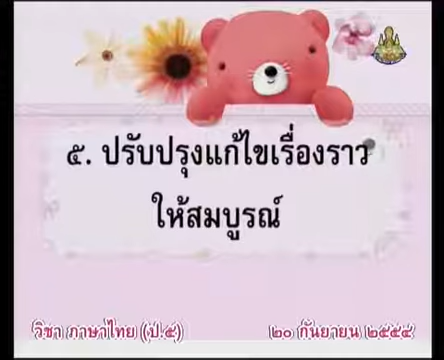 ๕. ปรับปรุงแก้ไขเรื่องราว
ให้สมบูรณ์
วิชา ภาษาไทย (ป.๕)
๒๐ กันยายน ๒๕๕๔